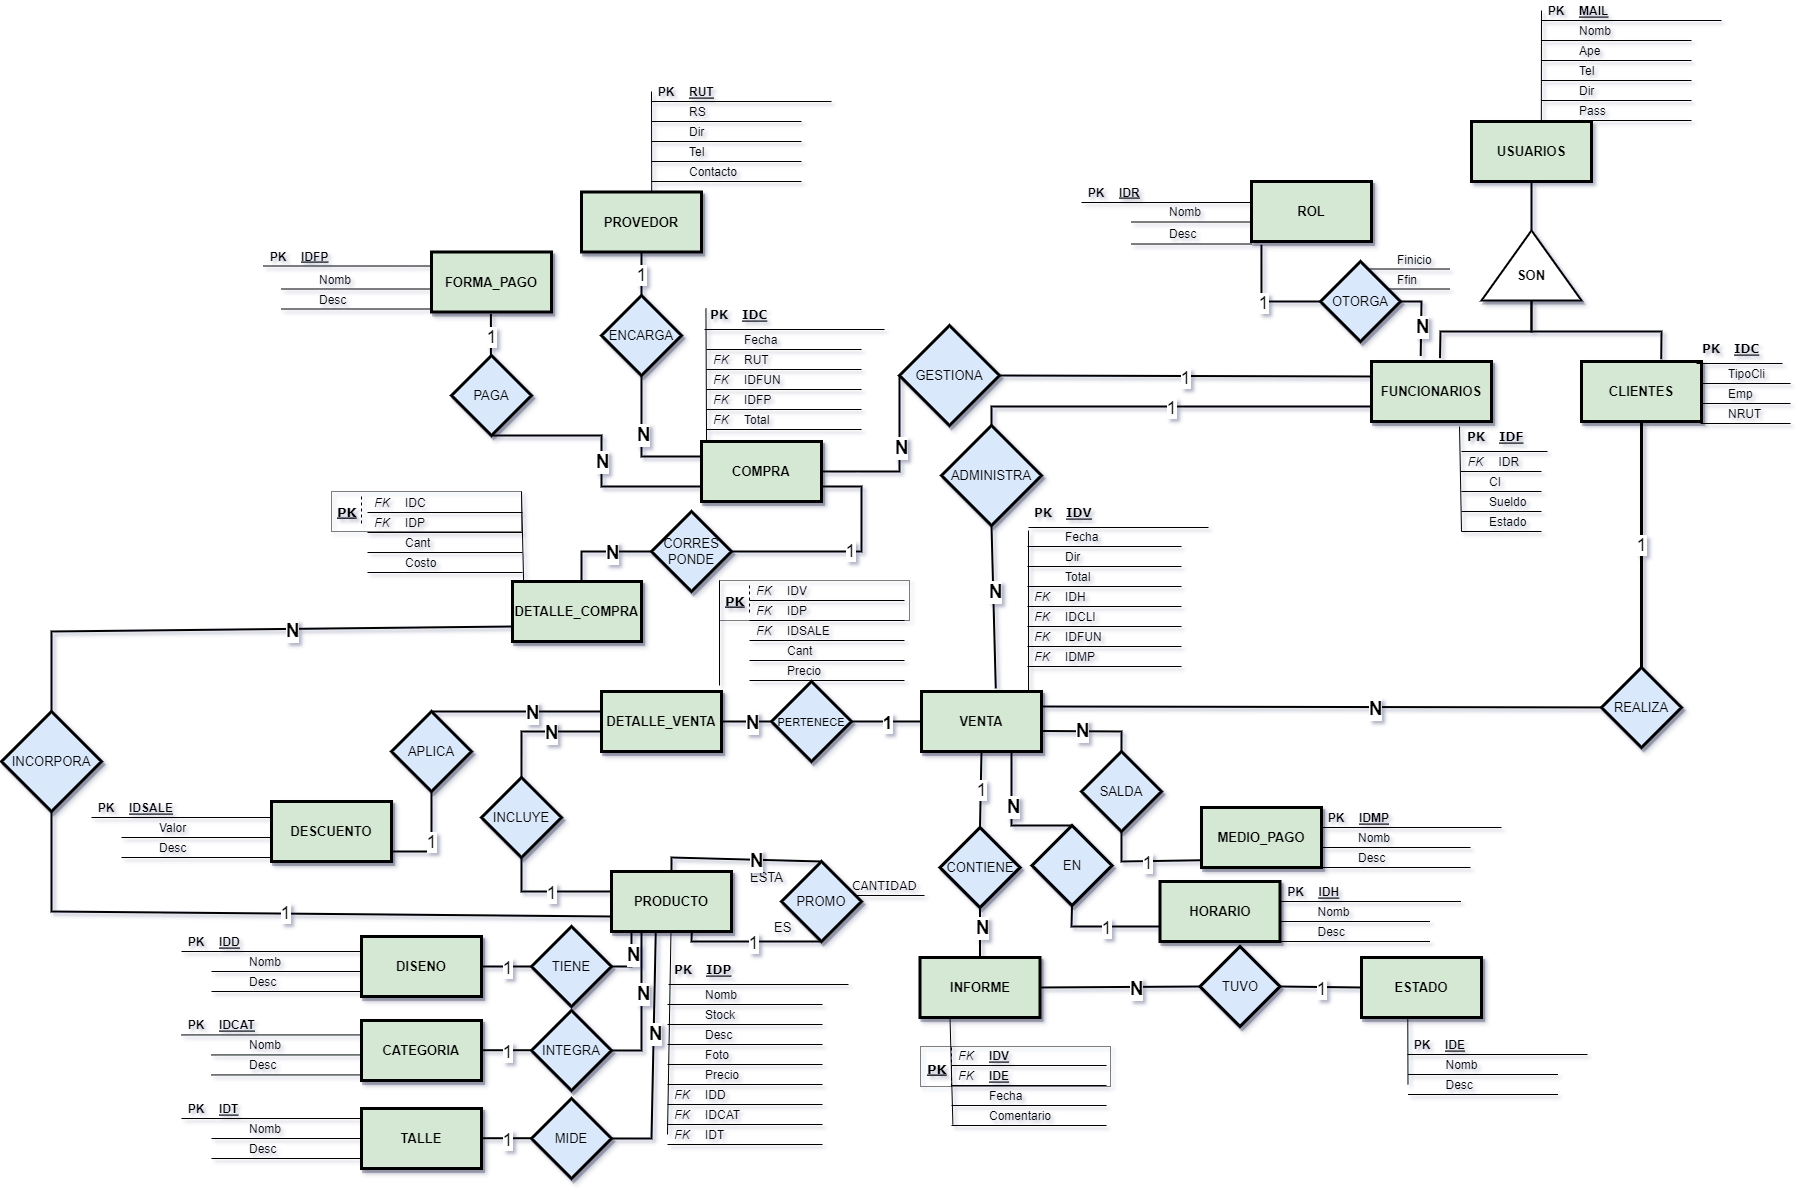 PK MAIL
Nomb
Ape
Tel
Dir
Pass
USUARIOS
PK RUT
RS
Dir
Tel
Contacto
PROVEDOR
PK IDR
Nomb
Desc
ROL
PK IDFP
Nomb
Desc
FORMA_PAGO
1
ENCARGA
N
1
PAGA
N
PK IDC
Fecha
FK RUT
FK IDFUN
FK IDFP
FK Total
COMPRA
GESTIONA
1
N
1
ADMINISTRA
N
1
OTORGA
Finicio
Ffin
N
SON
FUNCIONARIOS
PK IDF
FK IDR
CI
Sueldo
Estado
CLIENTES
PK IDC
TipoCli
Emp
NRUT
1
REALIZA
N
PK
FK IDC
FK IDP
Cant
Costo
N
CORRES
PONDE
1
DETALLE_COMPRA
N
INCORPORA
1
PK
FK IDV
FK IDP
FK IDSALE
Cant
Precio
PK IDV
Fecha
Dir
Total
FK IDH
FK IDCLI
FK IDFUN
FK IDMP
DETALLE_VENTA
N
PERTENECE
1
VENTA
N
APLICA
1
N
INCLUYE
1
PK IDSALE
Valor
Desc
DESCUENTO
N
SALDA
1
MEDIO_PAGO
PK IDMP
Nomb
Desc
1
CONTIENE
N
N
EN
1
HORARIO
PK IDH
Nomb
Desc
PRODUCTO
N
ESTA
PROMO
CANTIDAD
ES
1
PK IDD
Nomb
Desc
DISENO
1
TIENE
N
PK IDCAT
Nomb
Desc
CATEGORIA
1
INTEGRA
N
PK IDT
Nomb
Desc
TALLE
1
MIDE
N
PK IDP
Nomb
Stock
Desc
Foto
Precio
FK IDD
FK IDCAT
FK IDT
INFORME
N
TUVO
1
ESTADO
PK
FK IDV
FK IDE
Fecha
Comentario
PK IDE
Nomb
Desc